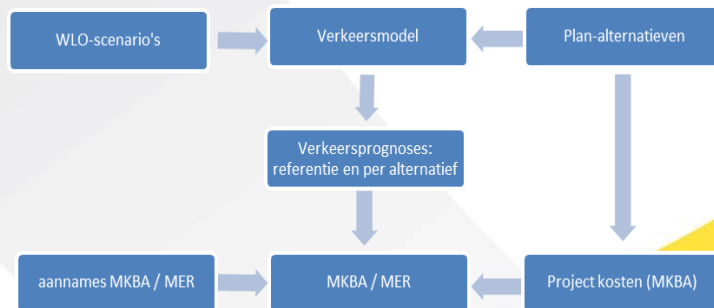 WLO-scenario's
Verkeersmodel
Plan-alternatieven
Verkeersprognoses:
referentie en per alternatief
aannames MKBA / MER
MKBA / MER
Project kosten (MKBA)